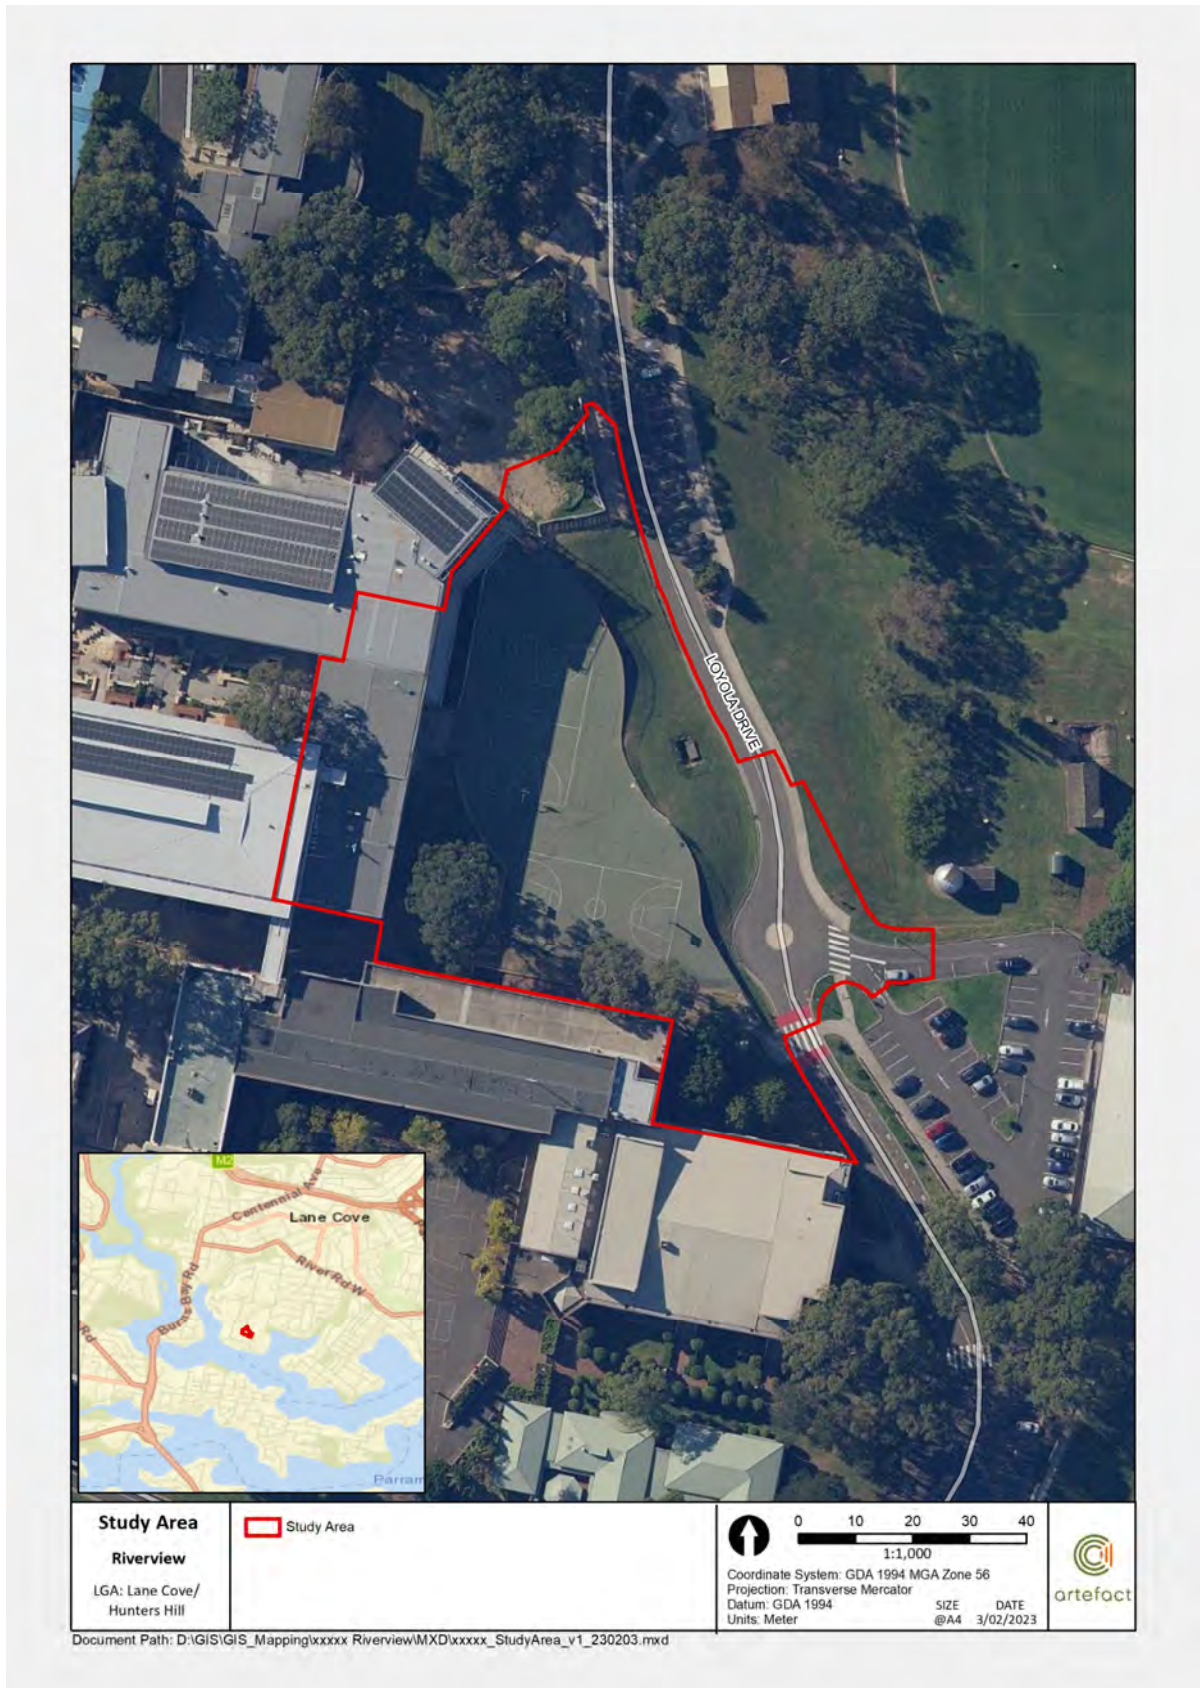 LOYOLA DRIVE
M2
Centennial Ave
Lane Cove
River Rd W
Burns Bay Rd
Rd
Parram
Study Area
Riverview
LGA: Lane Cove/
Hunters Hill
Study Area
0 10 20 30 40
1:1,000
Coordinate System: GDA 1994 MGA Zone 56
Projection: Transverse Mercator
Datum: GDA 1994
Units: Meter
SIZE DATE
@A4 3/02/2023
artefact
Document Path: D:\GIS\GIS_Mapping\xxxxx Riverview\MXD\xxxxx_StudyArea_v1_230203.mxd